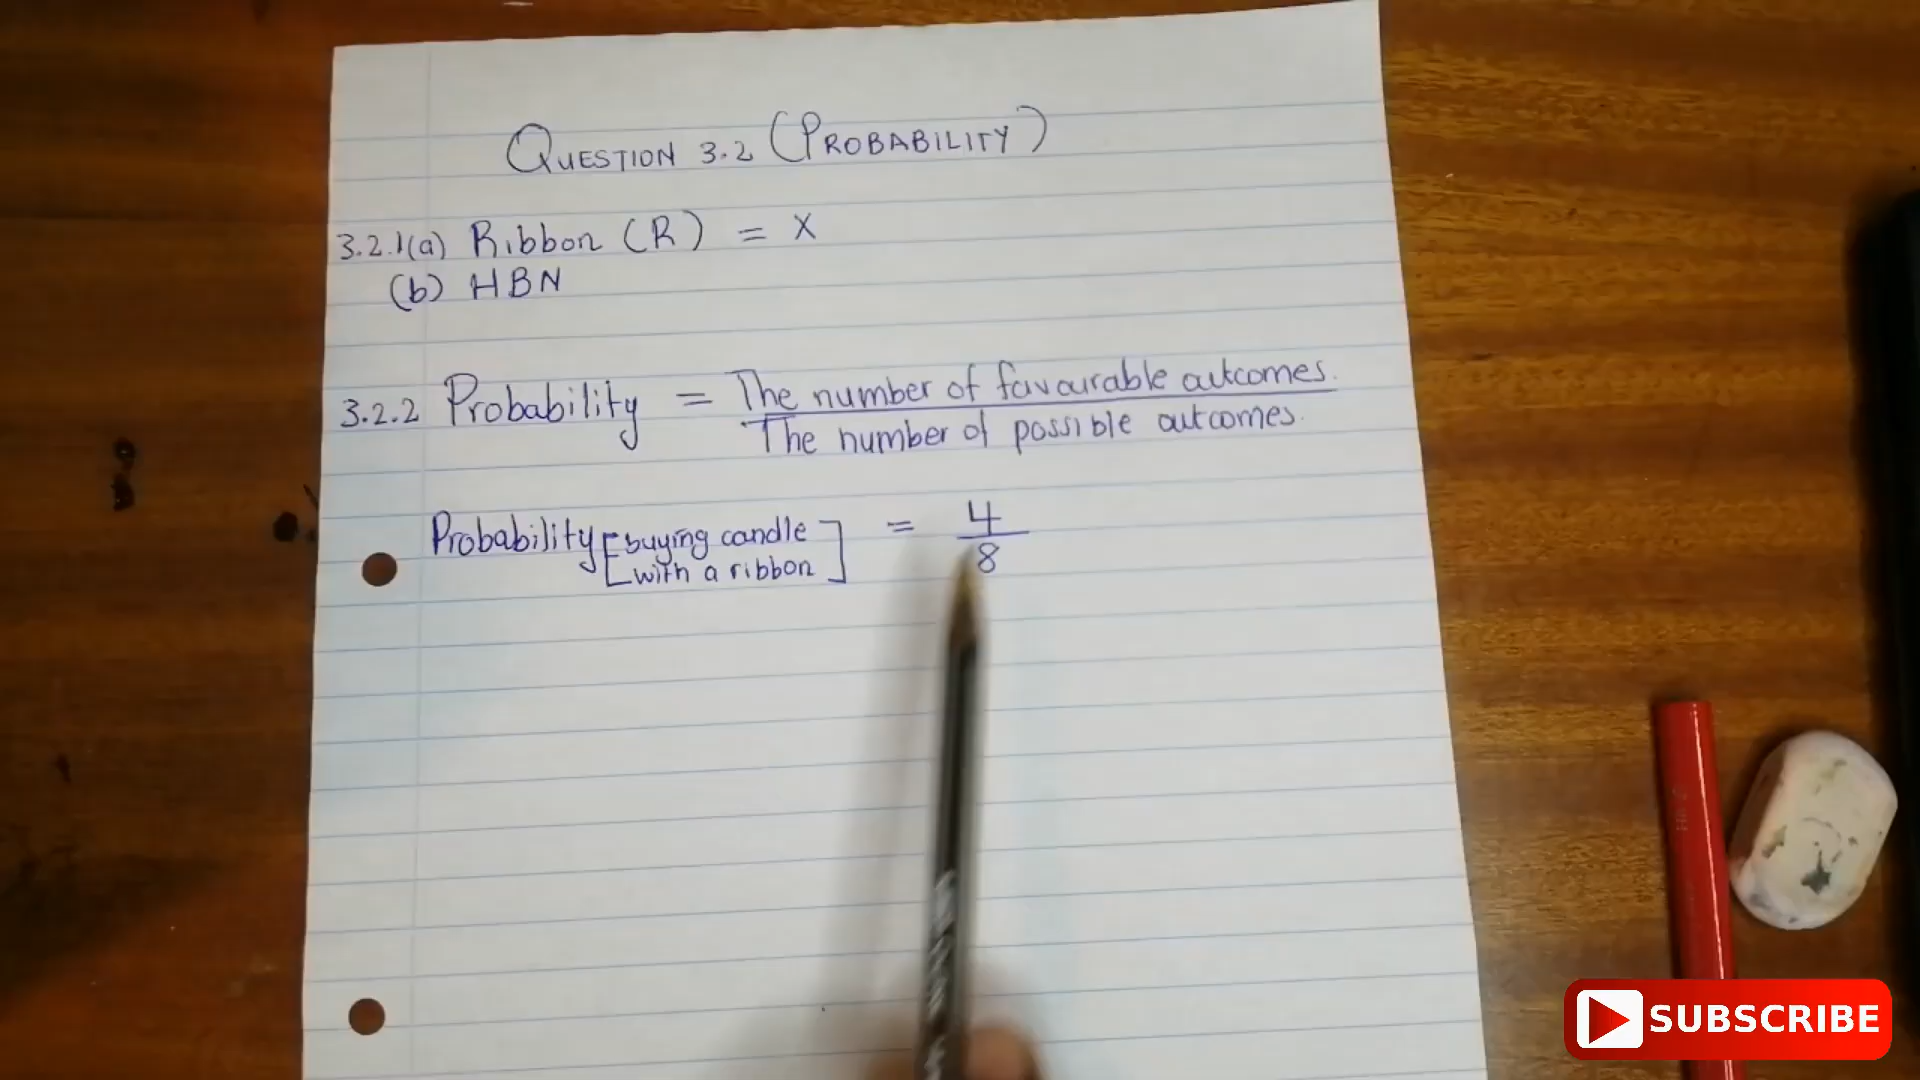 QUESTION 3.2 (PROBABILITY)
3.2.1(a) Ribbon (R) = X
(b) HBN
3.2.2 Probability = The number of favourable outcomes.
The number of possible outcomes.
Probability [buying candle with a ribbon] = 4/8
SUBSCRIBE